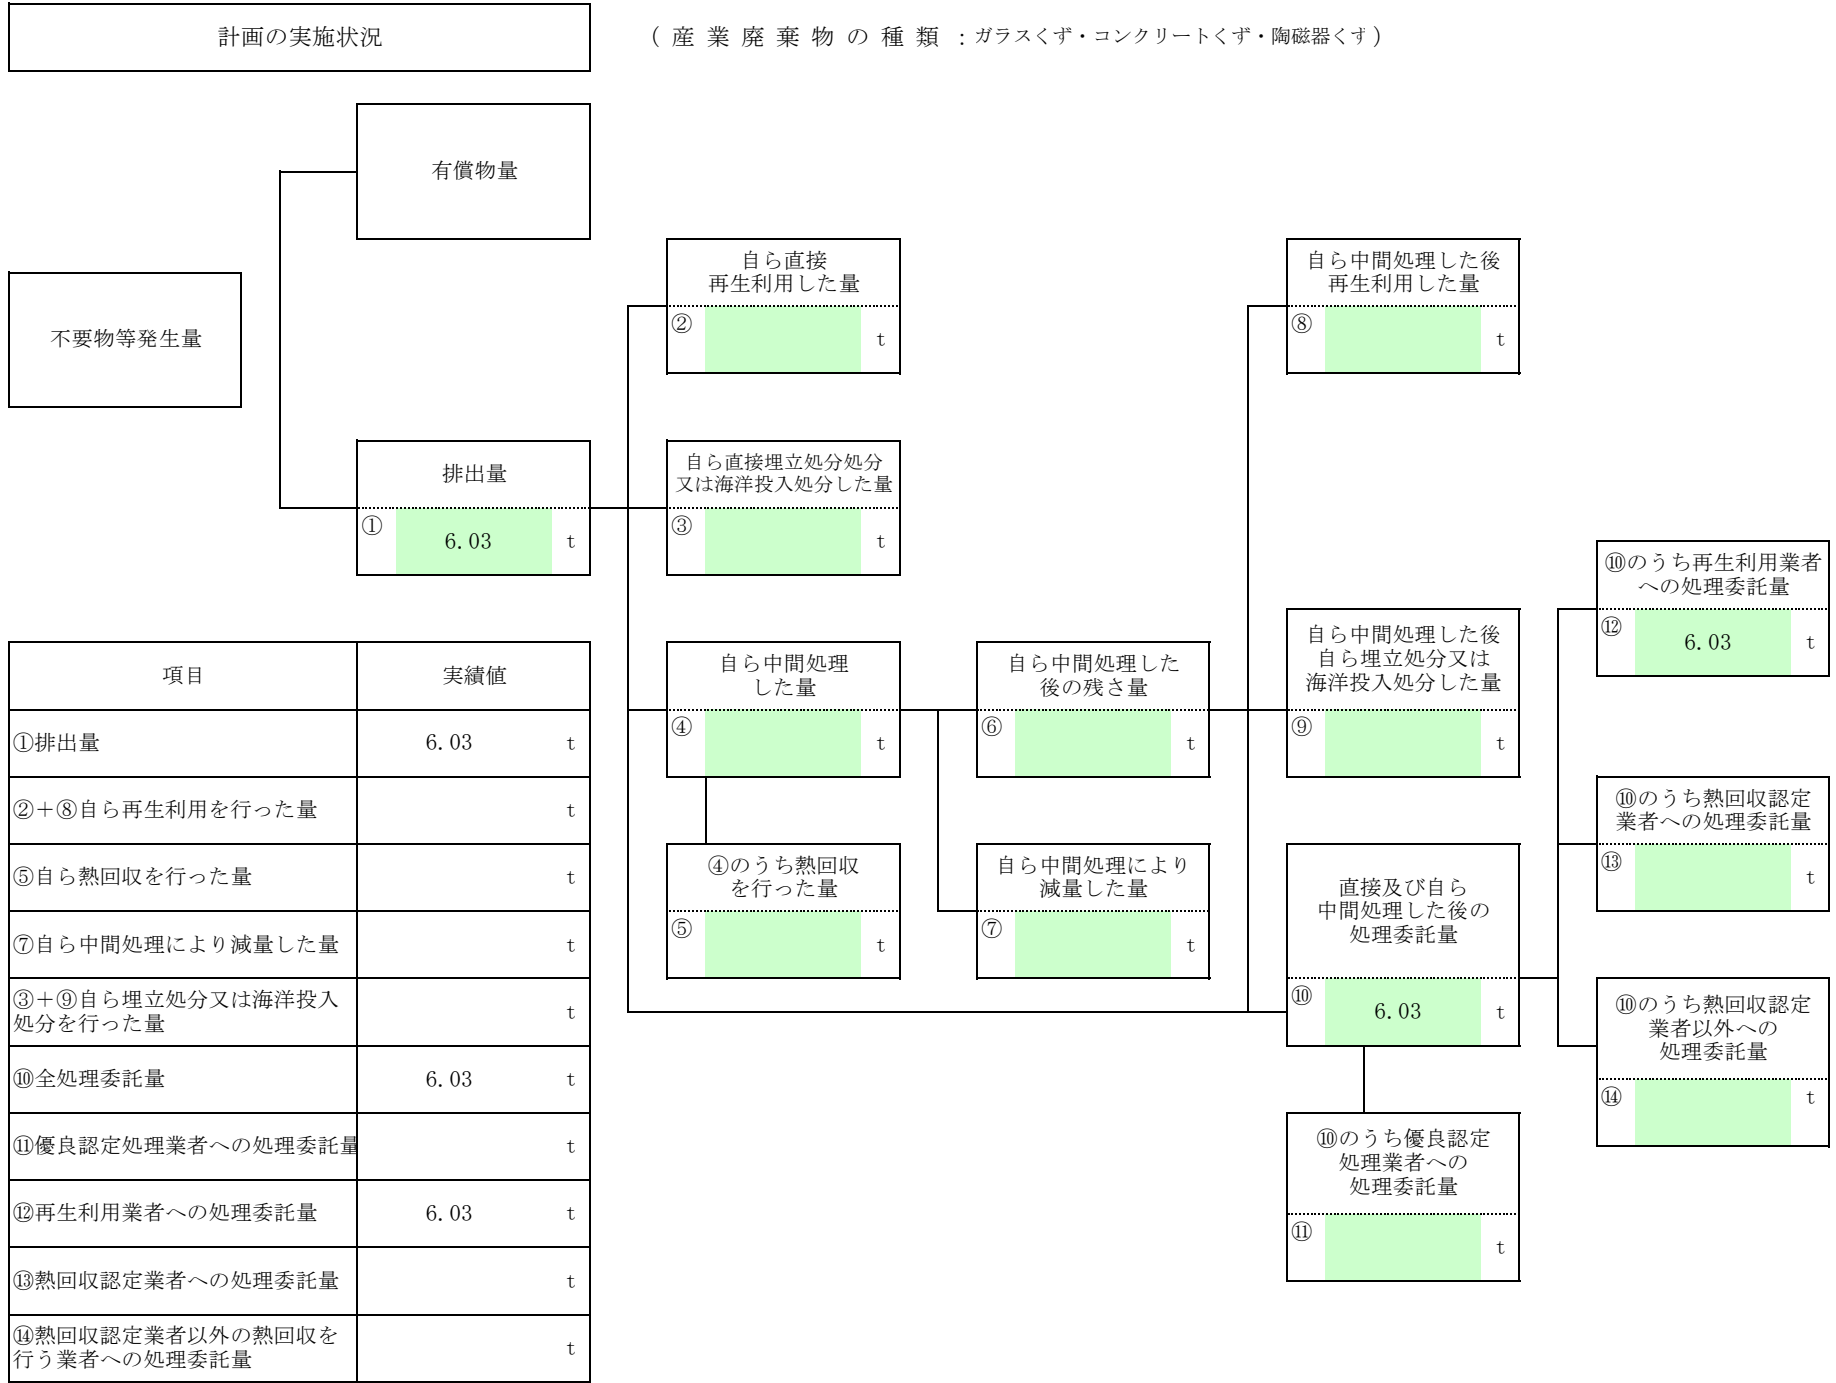 計画の実施状況
（産業廃棄物の種類：ガラスくず・コンクリートくず・陶磁器くず）
有償物量
不要物等発生量
排出量
① 6.03 t
自ら直接
再生利用した量
② t
自ら直接埋立処分処分
又は海洋投入処分した量
③ t
自ら中間処理
した量
④ t
④のうち熱回収
を行った量
⑤ t
自ら中間処理した
後の残さ量
⑥ t
自ら中間処理により
減量した量
⑦ t
自ら中間処理した後
再生利用した量
⑧ t
自ら中間処理した後
自ら埋立処分又は
海洋投入処分した量
⑨ t
直接及び自ら
中間処理した後の
処理委託量
⑩ 6.03 t
⑩のうち優良認定
処理業者への
処理委託量
⑪ t
⑩のうち再生利用業者
への処理委託量
⑫ 6.03 t
⑩のうち熱回収認定
業者への処理委託量
⑬ t
⑩のうち熱回収認定
業者以外への
処理委託量
⑭ t
項目 実績値
①排出量 6.03 t
②＋⑧自ら再生利用を行った量 t
⑤自ら熱回収を行った量 t
⑦自ら中間処理により減量した量 t
③＋⑨自ら埋立処分又は海洋投入
処分を行った量 t
⑩全処理委託量 6.03 t
⑪優良認定処理業者への処理委託量 t
⑫再生利用業者への処理委託量 6.03 t
⑬熱回収認定業者への処理委託量 t
⑭熱回収認定業者以外の熱回収を
行う業者への処理委託量 t